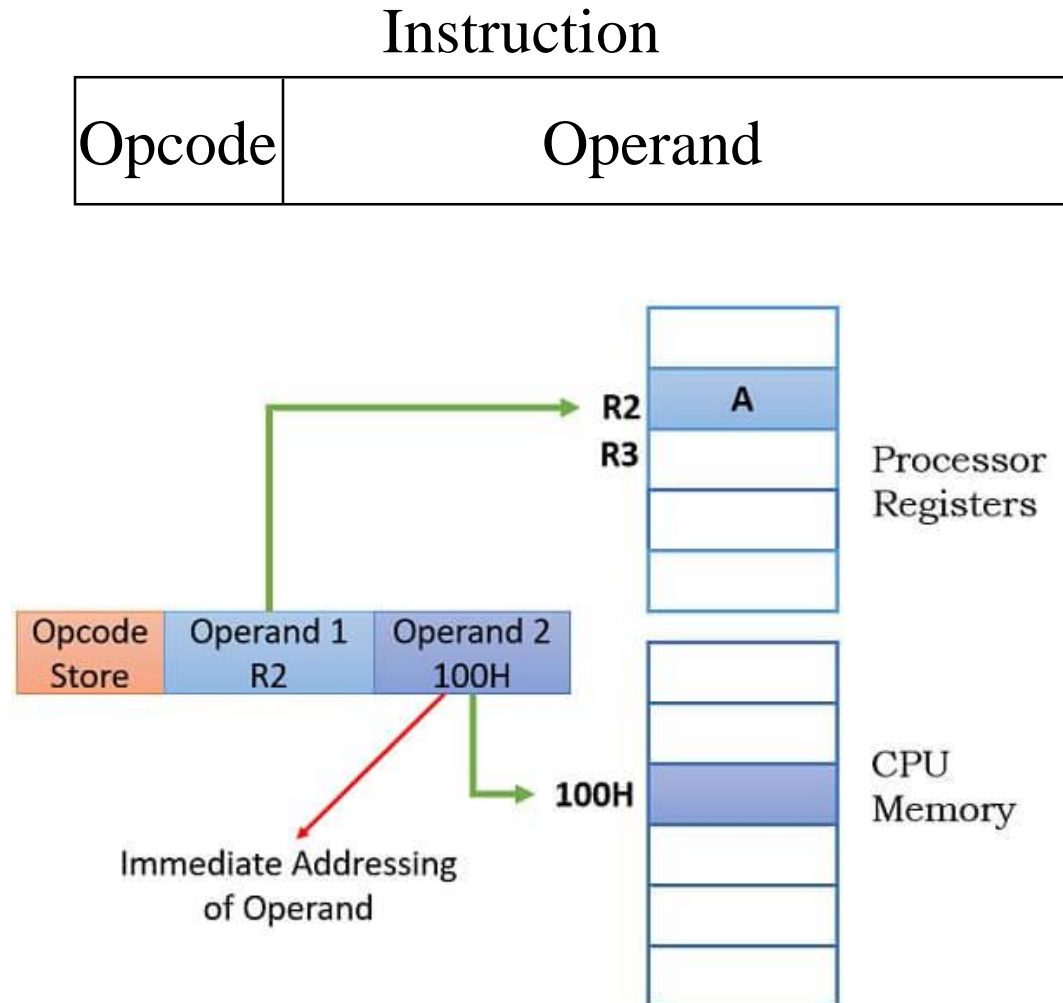 Instruction
Opcode
Operand
R2
A
R3
Processor
Registers
Opcode
Store
Operand 1
R2
Operand 2
100H
100H
CPU
Memory
Immediate Addressing
of Operand